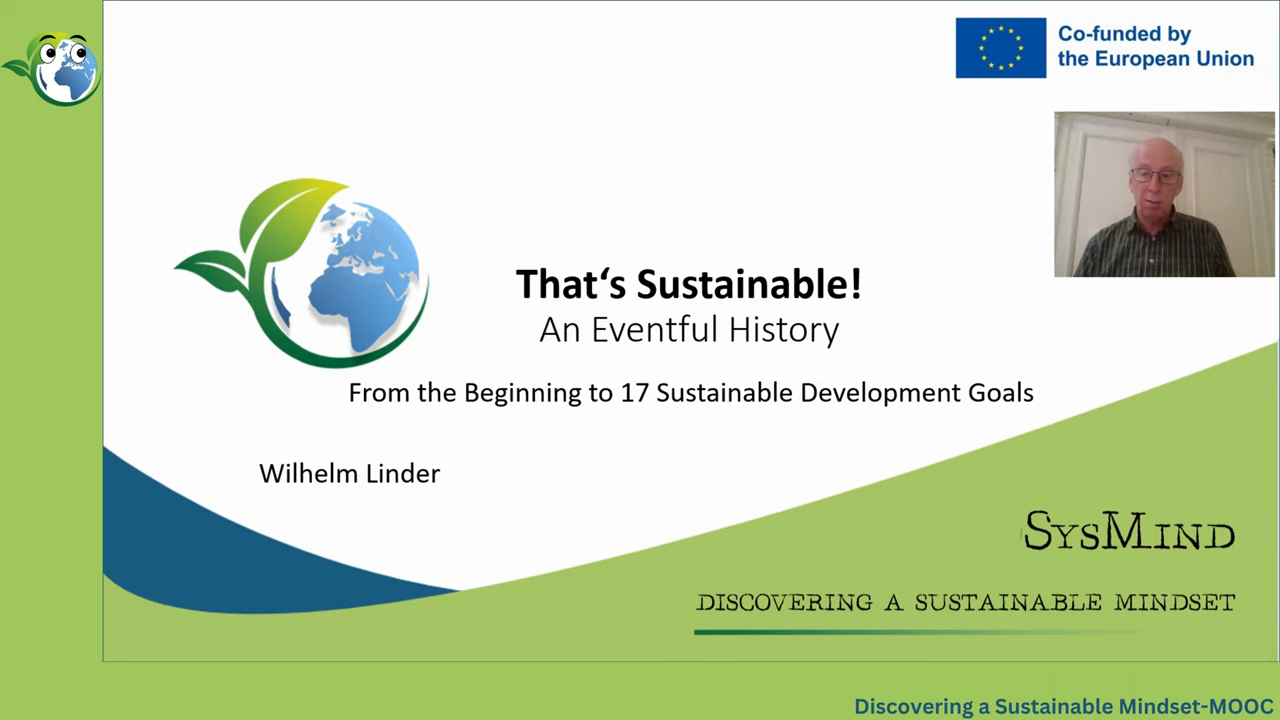 Co-funded by
the European Union
That‘s Sustainable!
An Eventful History
From the Beginning to 17 Sustainable Development Goals
Wilhelm Linder
SYSMIND
DISCOVERING A SUSTAINABLE MINDSET
Discovering a Sustainable Mindset-MOOC